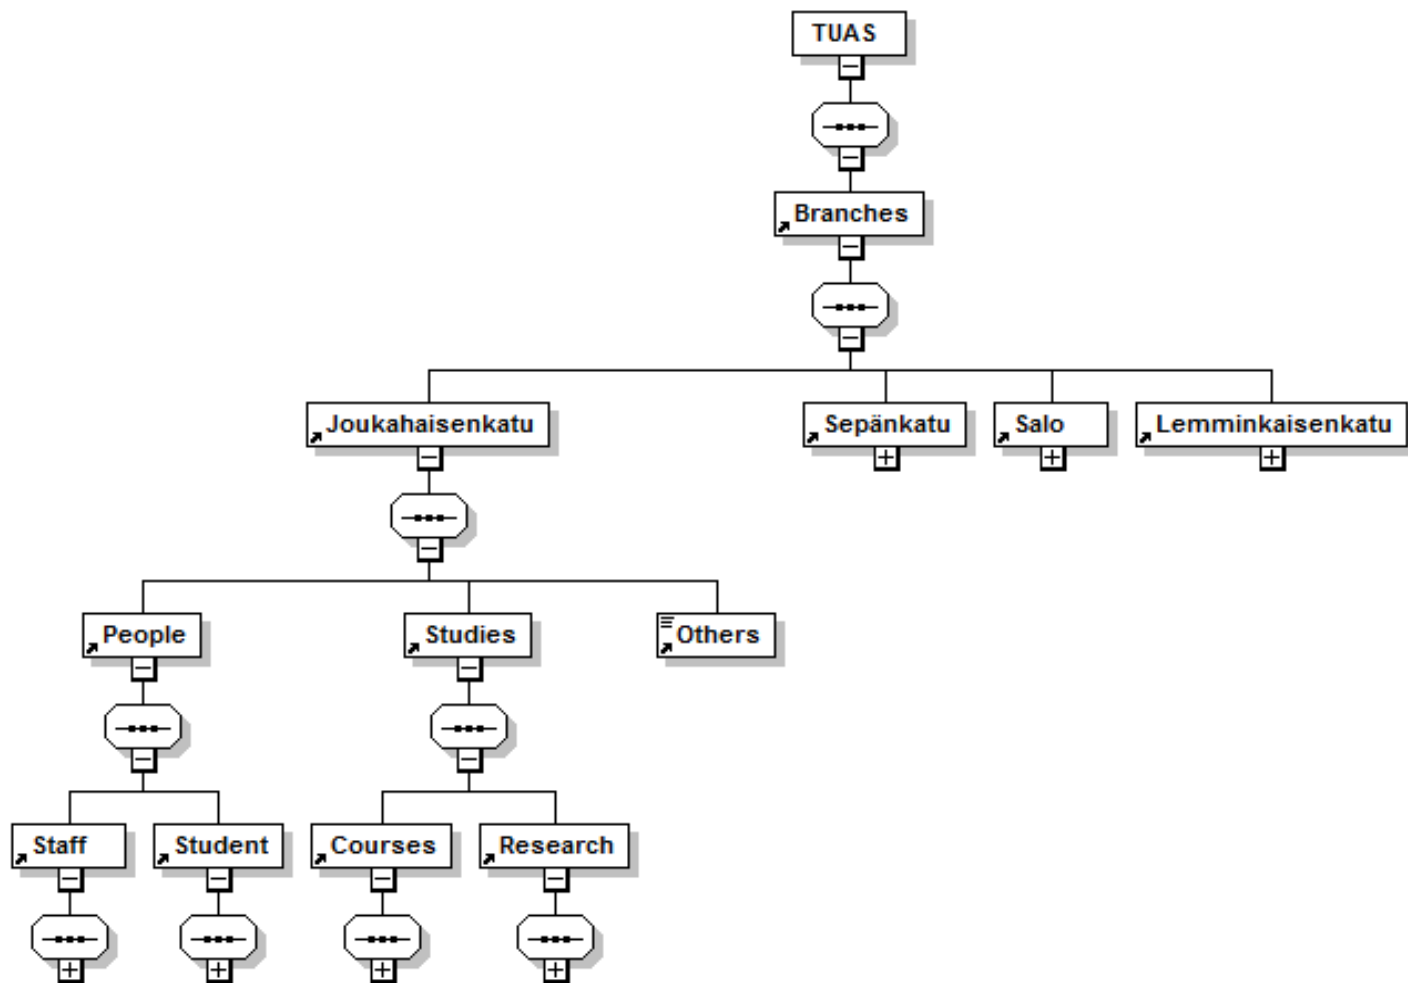 TUAS
Branches
Joukahaisenkatu
Sepänkatu
Salo
Lemminkaisenkatu
People
Studies
Others
Staff
Student
Courses
Research